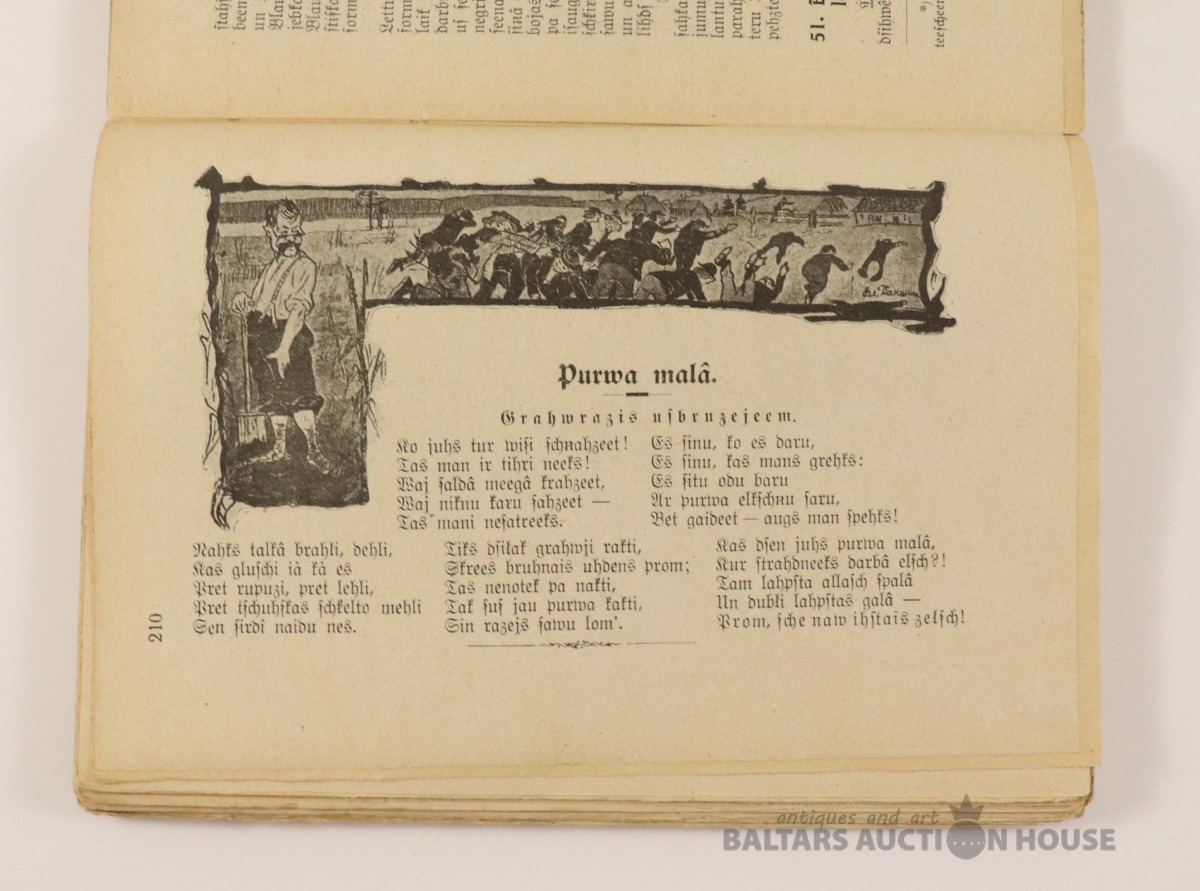 Purwa malâ.
Grahwrazis uſbruzejeem.
Ko juhs tur wiſi ſchnahzeet!
Tas man ir tihri neeks!
Waj ſaldâ meegâ krahzeet,
Waj niknu karu ſahzeet —
Tas mani neſatreeks.
Es ſinu, ko es daru,
Es ſinu, kas mans grehks:
Es ſitu odu baru
Ar purwa elkſchnu ſaru,
Bet gaideet — augs man ſpehks!
Nahks talkâ brahli, dehli,
Kas gluſchi ià kà es
Pret rupuzi, pret lehli,
Pret tſchuhſkas ſchkelto mehli
Sen ſirdî naidu nes.
Tiks dſiļak grahwji rakti,
Skrees bruhnais uhdens prom;
Tas nenotek pa nakti,
Tak ſuſ jau purwa kakti,
Sin razejs ſawu lom'.
Kas dſen juhs purwa malâ,
Kur ſtrahdneeks darbâ elſch?!
Tam lahpſta allaſch ſpalâ
Un dubli lahpſtas galâ —
Prom, ſche naw ihſtais zelſch!
210
antiques and art
BALTARS AUCTION HOUSE